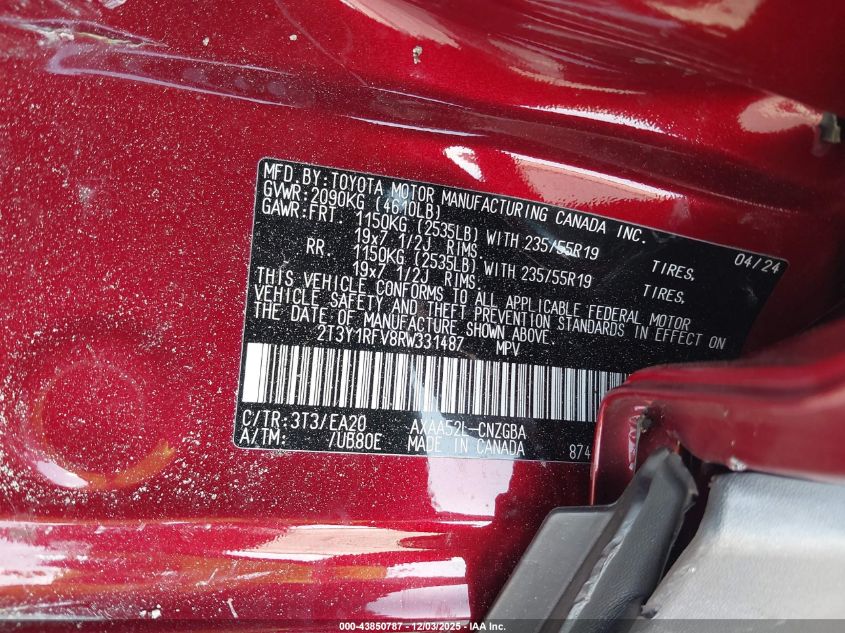 MFD.BY:TOYOTA MOTOR MANUFACTURING CANADA INC.
GVWR:2090KG (4610LB)
GAWR:FRT. 1150KG (2535LB) WITH 235/55R19 TIRES, 04/24
19x7 1/2J RIMS.
RR. 1150KG (2535LB) WITH 235/55R19 TIRES,
19x7 1/2J RIMS.
THIS VEHICLE CONFORMS TO ALL APPLICABLE FEDERAL MOTOR
VEHICLE SAFETY AND THEFT PREVENTION STANDARDS IN EFFECT ON
THE DATE OF MANUFACTURE SHOWN ABOVE.
2T3Y1RFV8RW331487 MPV
C/TR:3T3/EA20 AXAA52L-CNZGBA
A/TM: /UB80E MADE IN CANADA 874
000-43850787 - 12/03/2025 - IAA Inc.